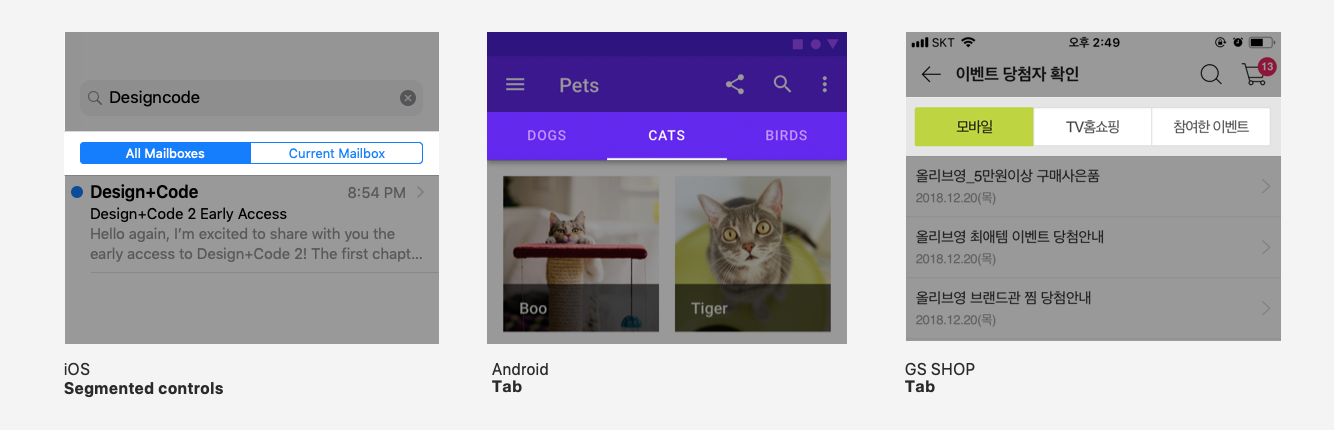 Designcode
All Mailboxes
Current Mailbox
Design+Code
8:54 PM
Design+Code 2 Early Access
Hello again, I'm excited to share with you the
early access to Design+Code 2! The first chapt...
iOS
Segmented controls
Pets
DOGS
CATS
BIRDS
Boo
Tiger
Android
Tab
SKT
오후 2:49
이벤트 당첨자 확인
13
모바일
TV홈쇼핑
참여한 이벤트
올리브영_5만원이상 구매사은품
2018.12.20(목)
올리브영 최애템 이벤트 당첨안내
2018.12.20(목)
올리브영 브랜드관 찜 당첨안내
2018.12.20(목)
GS SHOP
Tab